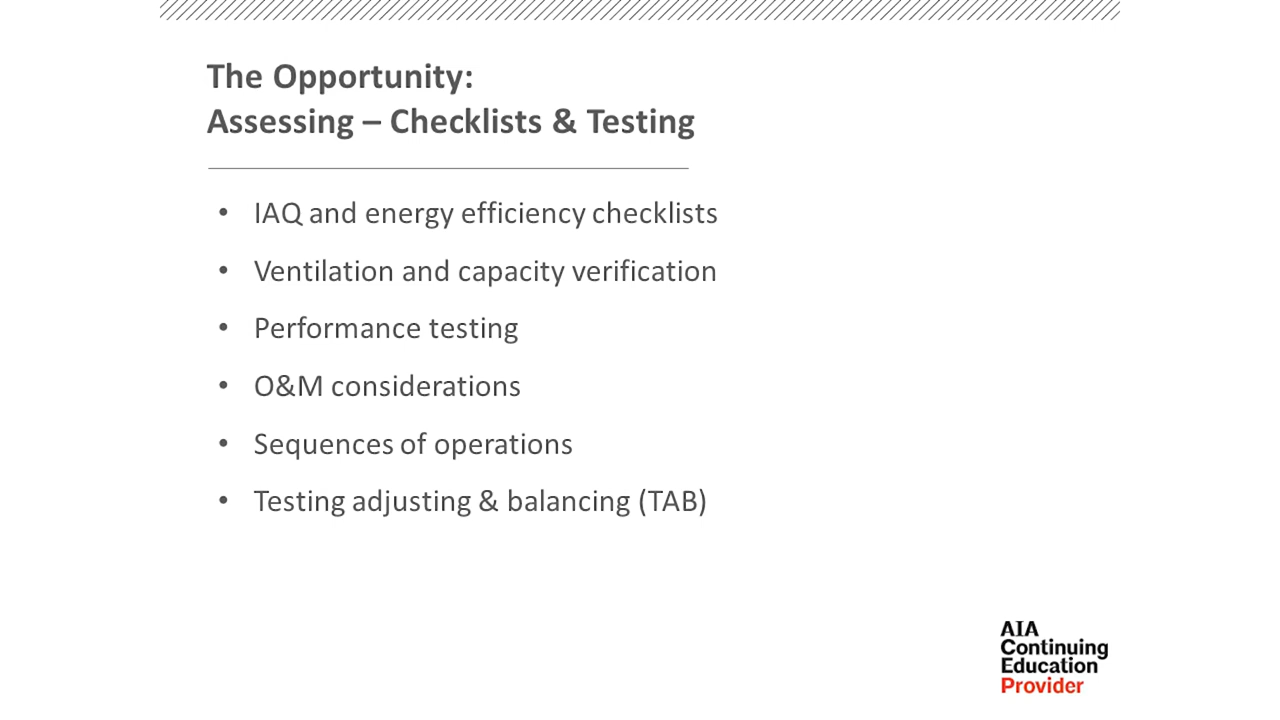 The Opportunity:
Assessing – Checklists & Testing
• IAQ and energy efficiency checklists
• Ventilation and capacity verification
• Performance testing
• O&M considerations
• Sequences of operations
• Testing adjusting & balancing (TAB)
AIA
Continuing
Education
Provider